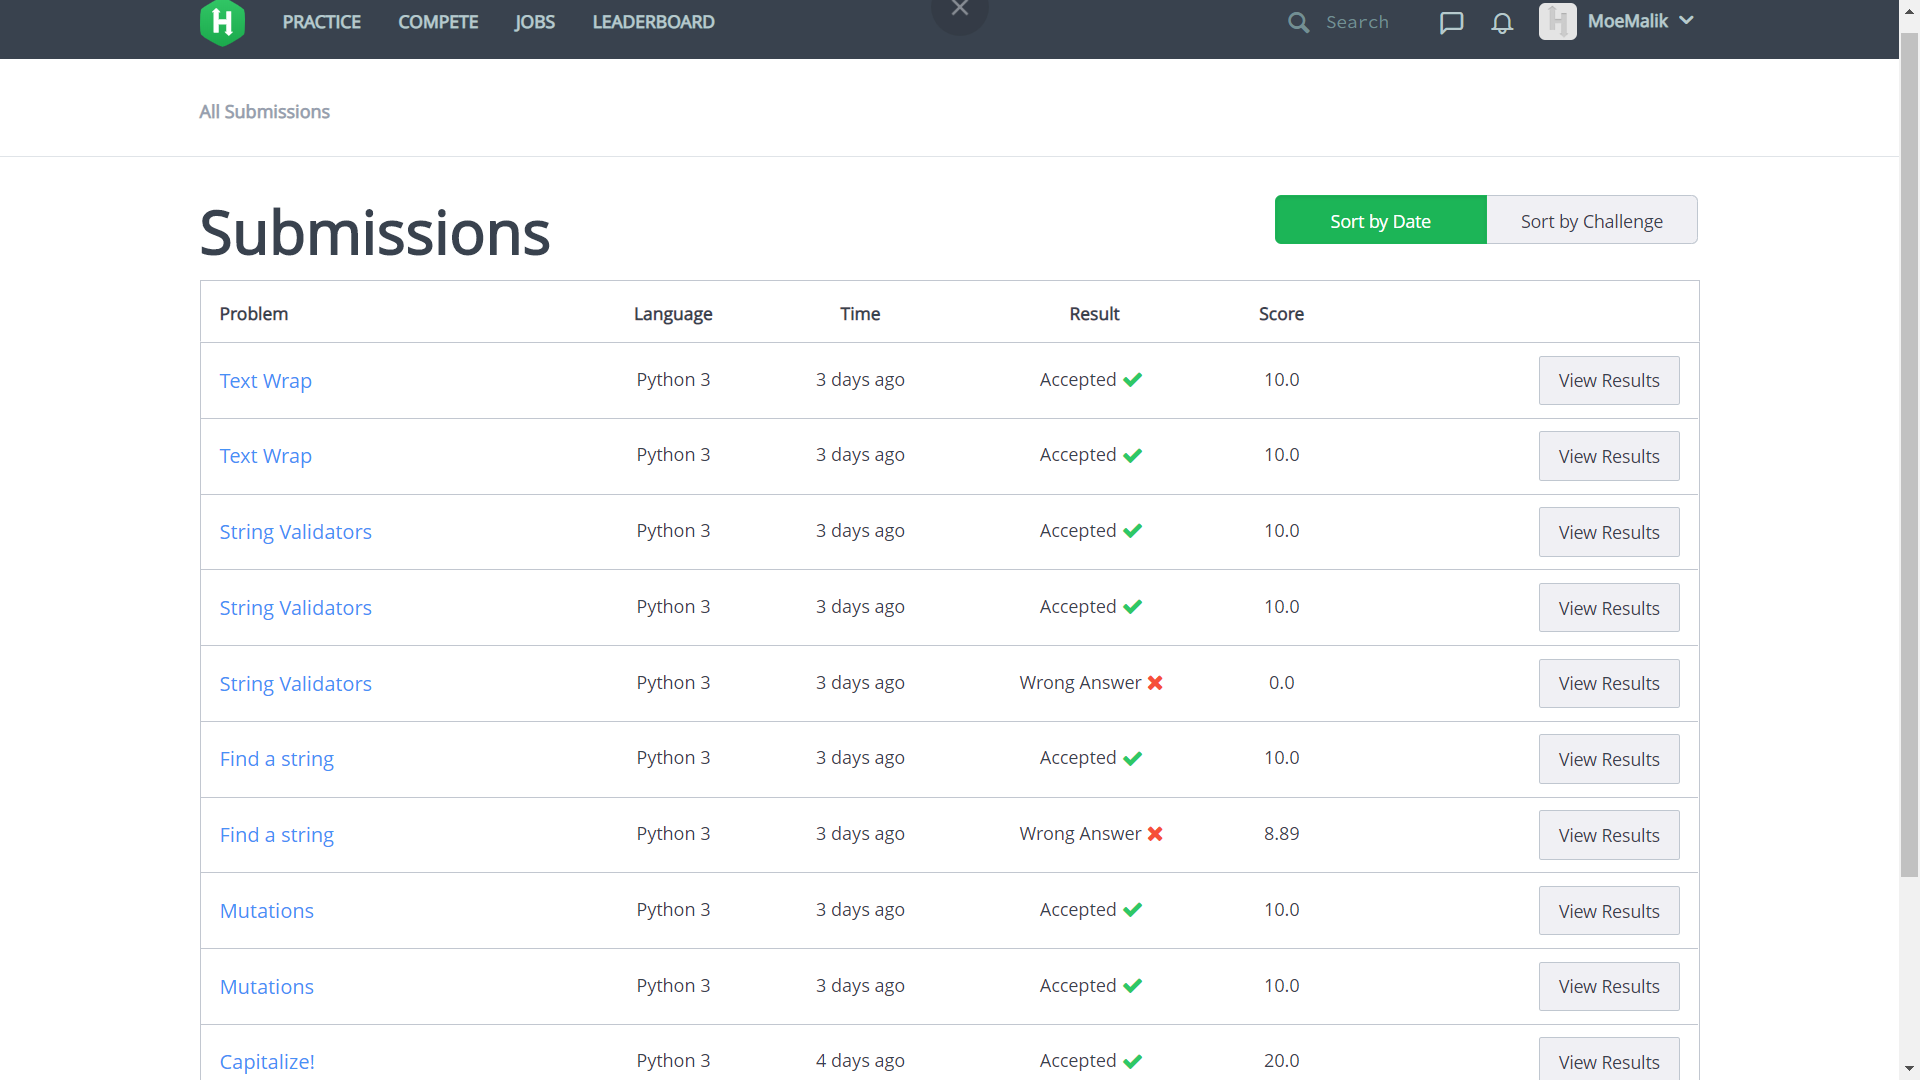 PRACTICE COMPETE JOBS LEADERBOARD Search MoeMalik
All Submissions
Submissions Sort by Date Sort by Challenge
Problem Language Time Result Score
Text Wrap Python 3 3 days ago Accepted 10.0 View Results
Text Wrap Python 3 3 days ago Accepted 10.0 View Results
String Validators Python 3 3 days ago Accepted 10.0 View Results
String Validators Python 3 3 days ago Accepted 10.0 View Results
String Validators Python 3 3 days ago Wrong Answer 0.0 View Results
Find a string Python 3 3 days ago Accepted 10.0 View Results
Find a string Python 3 3 days ago Wrong Answer 8.89 View Results
Mutations Python 3 3 days ago Accepted 10.0 View Results
Mutations Python 3 3 days ago Accepted 10.0 View Results
Capitalize! Python 3 4 days ago Accepted 20.0 View Results